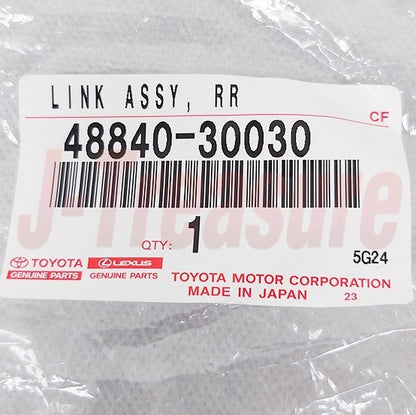 LINK ASSY, RR
CF
48840-30030
J-Treasure
QTY: 1
5G24
TOYOTA
GENUINE PARTS
LEXUS
GENUINE PARTS
TOYOTA MOTOR CORPORATION
MADE IN JAPAN 23